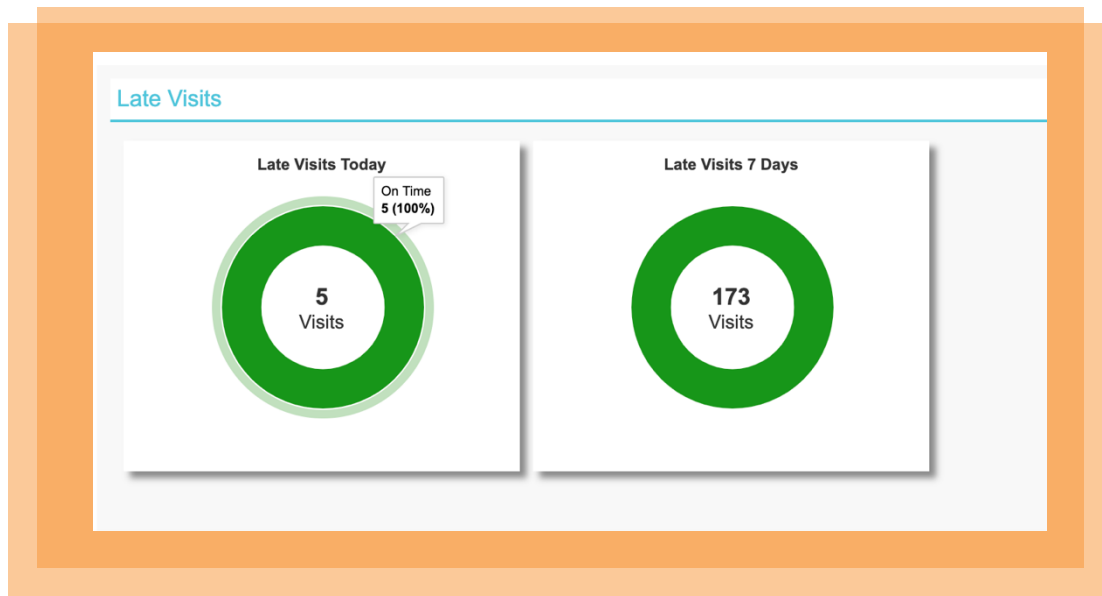 Late Visits
Late Visits Today
On Time
5 (100%)
5
Visits
Late Visits 7 Days
173
Visits